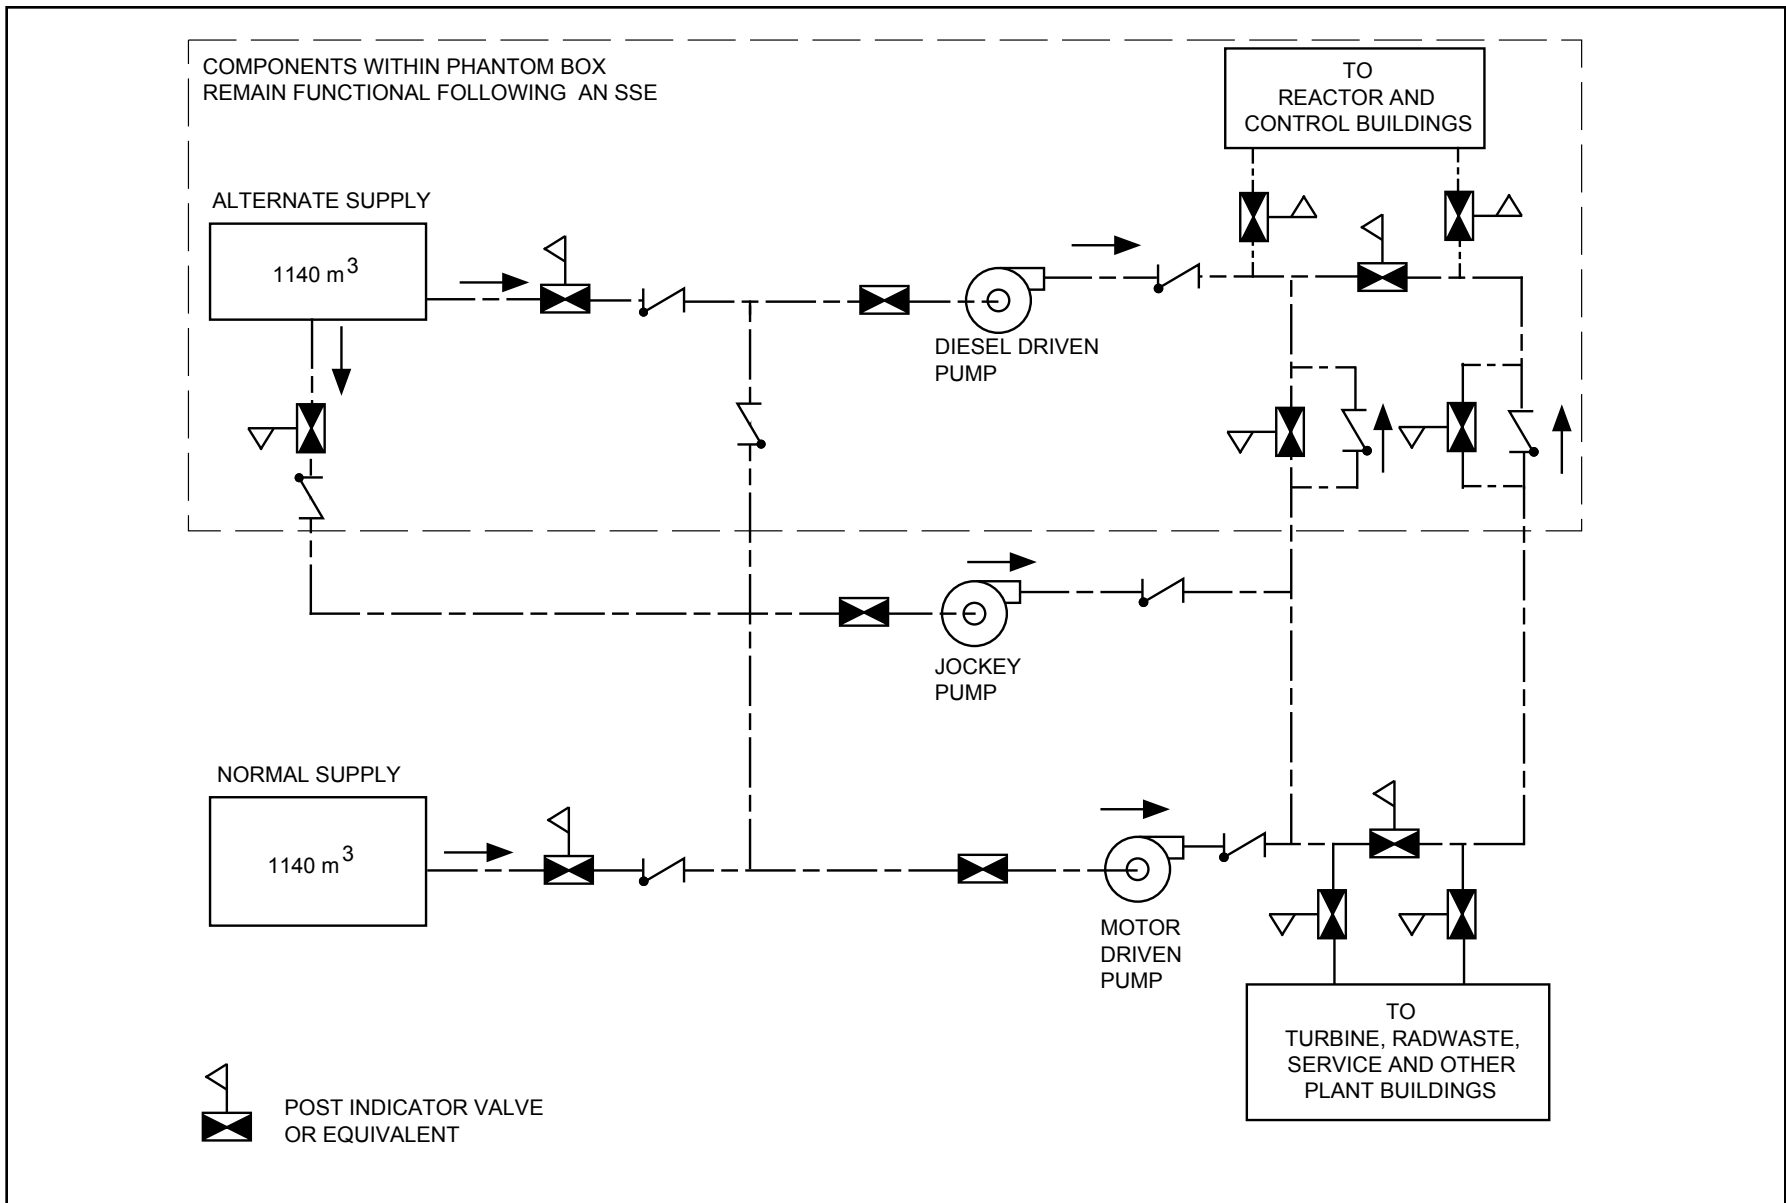 COMPONENTS WITHIN PHANTOM BOX
REMAIN FUNCTIONAL FOLLOWING AN SSE
TO
REACTOR AND
CONTROL BUILDINGS
ALTERNATE SUPPLY
1140 m³
DIESEL DRIVEN
PUMP
JOCKEY
PUMP
NORMAL SUPPLY
1140 m³
MOTOR
DRIVEN
PUMP
TO
TURBINE, RADWASTE,
SERVICE AND OTHER
PLANT BUILDINGS
POST INDICATOR VALVE
OR EQUIVALENT